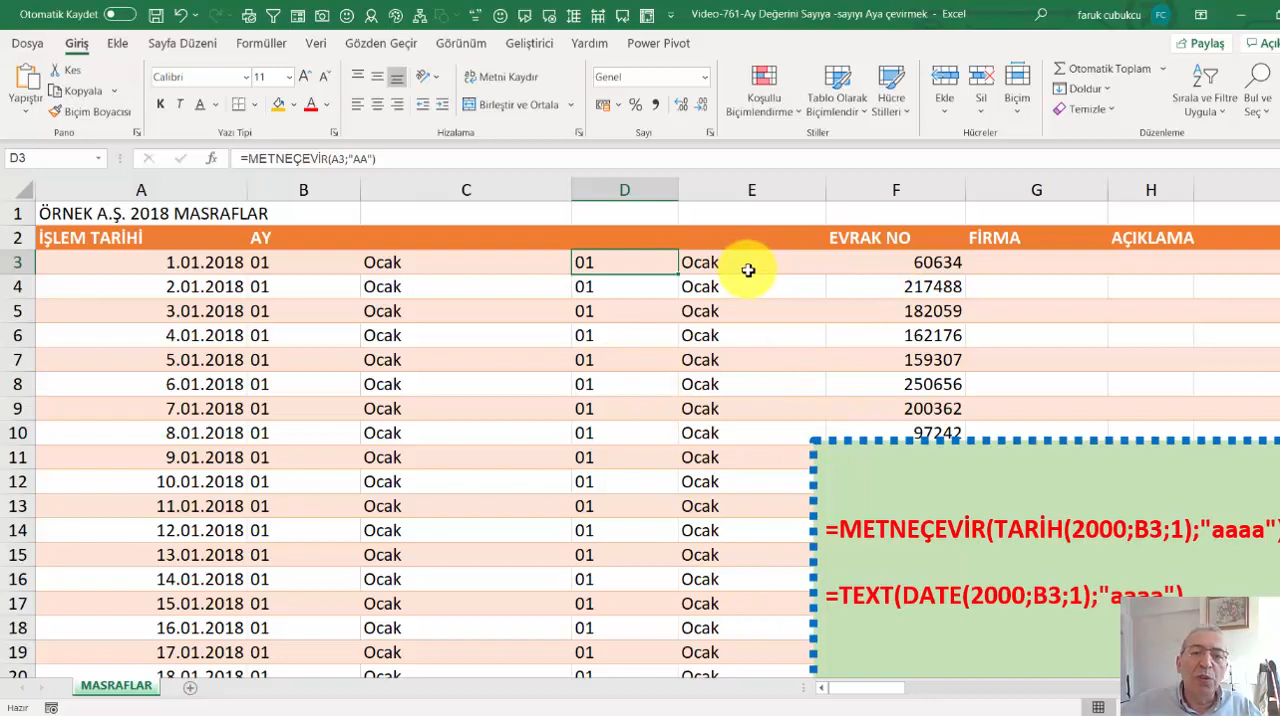 Otomatik Kaydet
Video-761-Ay Değerini Sayıya -sayıyı Aya çevirmek - Excel
faruk cubukcu FC
Dosya Giriş Ekle Sayfa Düzeni Formüller Veri Gözden Geçir Görünüm Geliştirici Yardım Power Pivot Paylaş
Yapıştır Kes Kopyala Biçim Boyacısı
Calibri 11
K T A
Metni Kaydır
Birleştir ve Ortala
Genel
Koşullu Biçimlendirme
Tablo Olarak Biçimlendir
Hücre Stilleri
Ekle Sil Biçim
Otomatik Toplam
Doldur
Temizle
Sırala ve Filtre Uygula
Bul ve Seç
Pano Yazı Tipi Hizalama Sayı Stiller Hücreler Düzenleme
D3 fx =METNEÇEVİR(A3;"AA")
A B C D E F G H
1 ÖRNEK A.Ş. 2018 MASRAFLAR
2 İŞLEM TARİHİ AY EVRAK NO FİRMA AÇIKLAMA
3 1.01.2018 01 Ocak 01 Ocak 60634
4 2.01.2018 01 Ocak 01 Ocak 217488
5 3.01.2018 01 Ocak 01 Ocak 182059
6 4.01.2018 01 Ocak 01 Ocak 162176
7 5.01.2018 01 Ocak 01 Ocak 159307
8 6.01.2018 01 Ocak 01 Ocak 250656
9 7.01.2018 01 Ocak 01 Ocak 200362
10 8.01.2018 01 Ocak 01 Ocak 97242
11 9.01.2018 01 Ocak 01 Ocak
12 10.01.2018 01 Ocak 01 Ocak
13 11.01.2018 01 Ocak 01 Ocak
14 12.01.2018 01 Ocak 01 Ocak
15 13.01.2018 01 Ocak 01 Ocak
16 14.01.2018 01 Ocak 01 Ocak
17 15.01.2018 01 Ocak 01 Ocak
18 16.01.2018 01 Ocak 01 Ocak
19 17.01.2018 01 Ocak 01 Ocak
20 18.01.2018 01 Ocak 01 Ocak
=METNEÇEVİR(TARİH(2000;B3;1);"aaaa")
=TEXT(DATE(2000;B3;1);"aaaa")
MASRAFLAR
Hazır